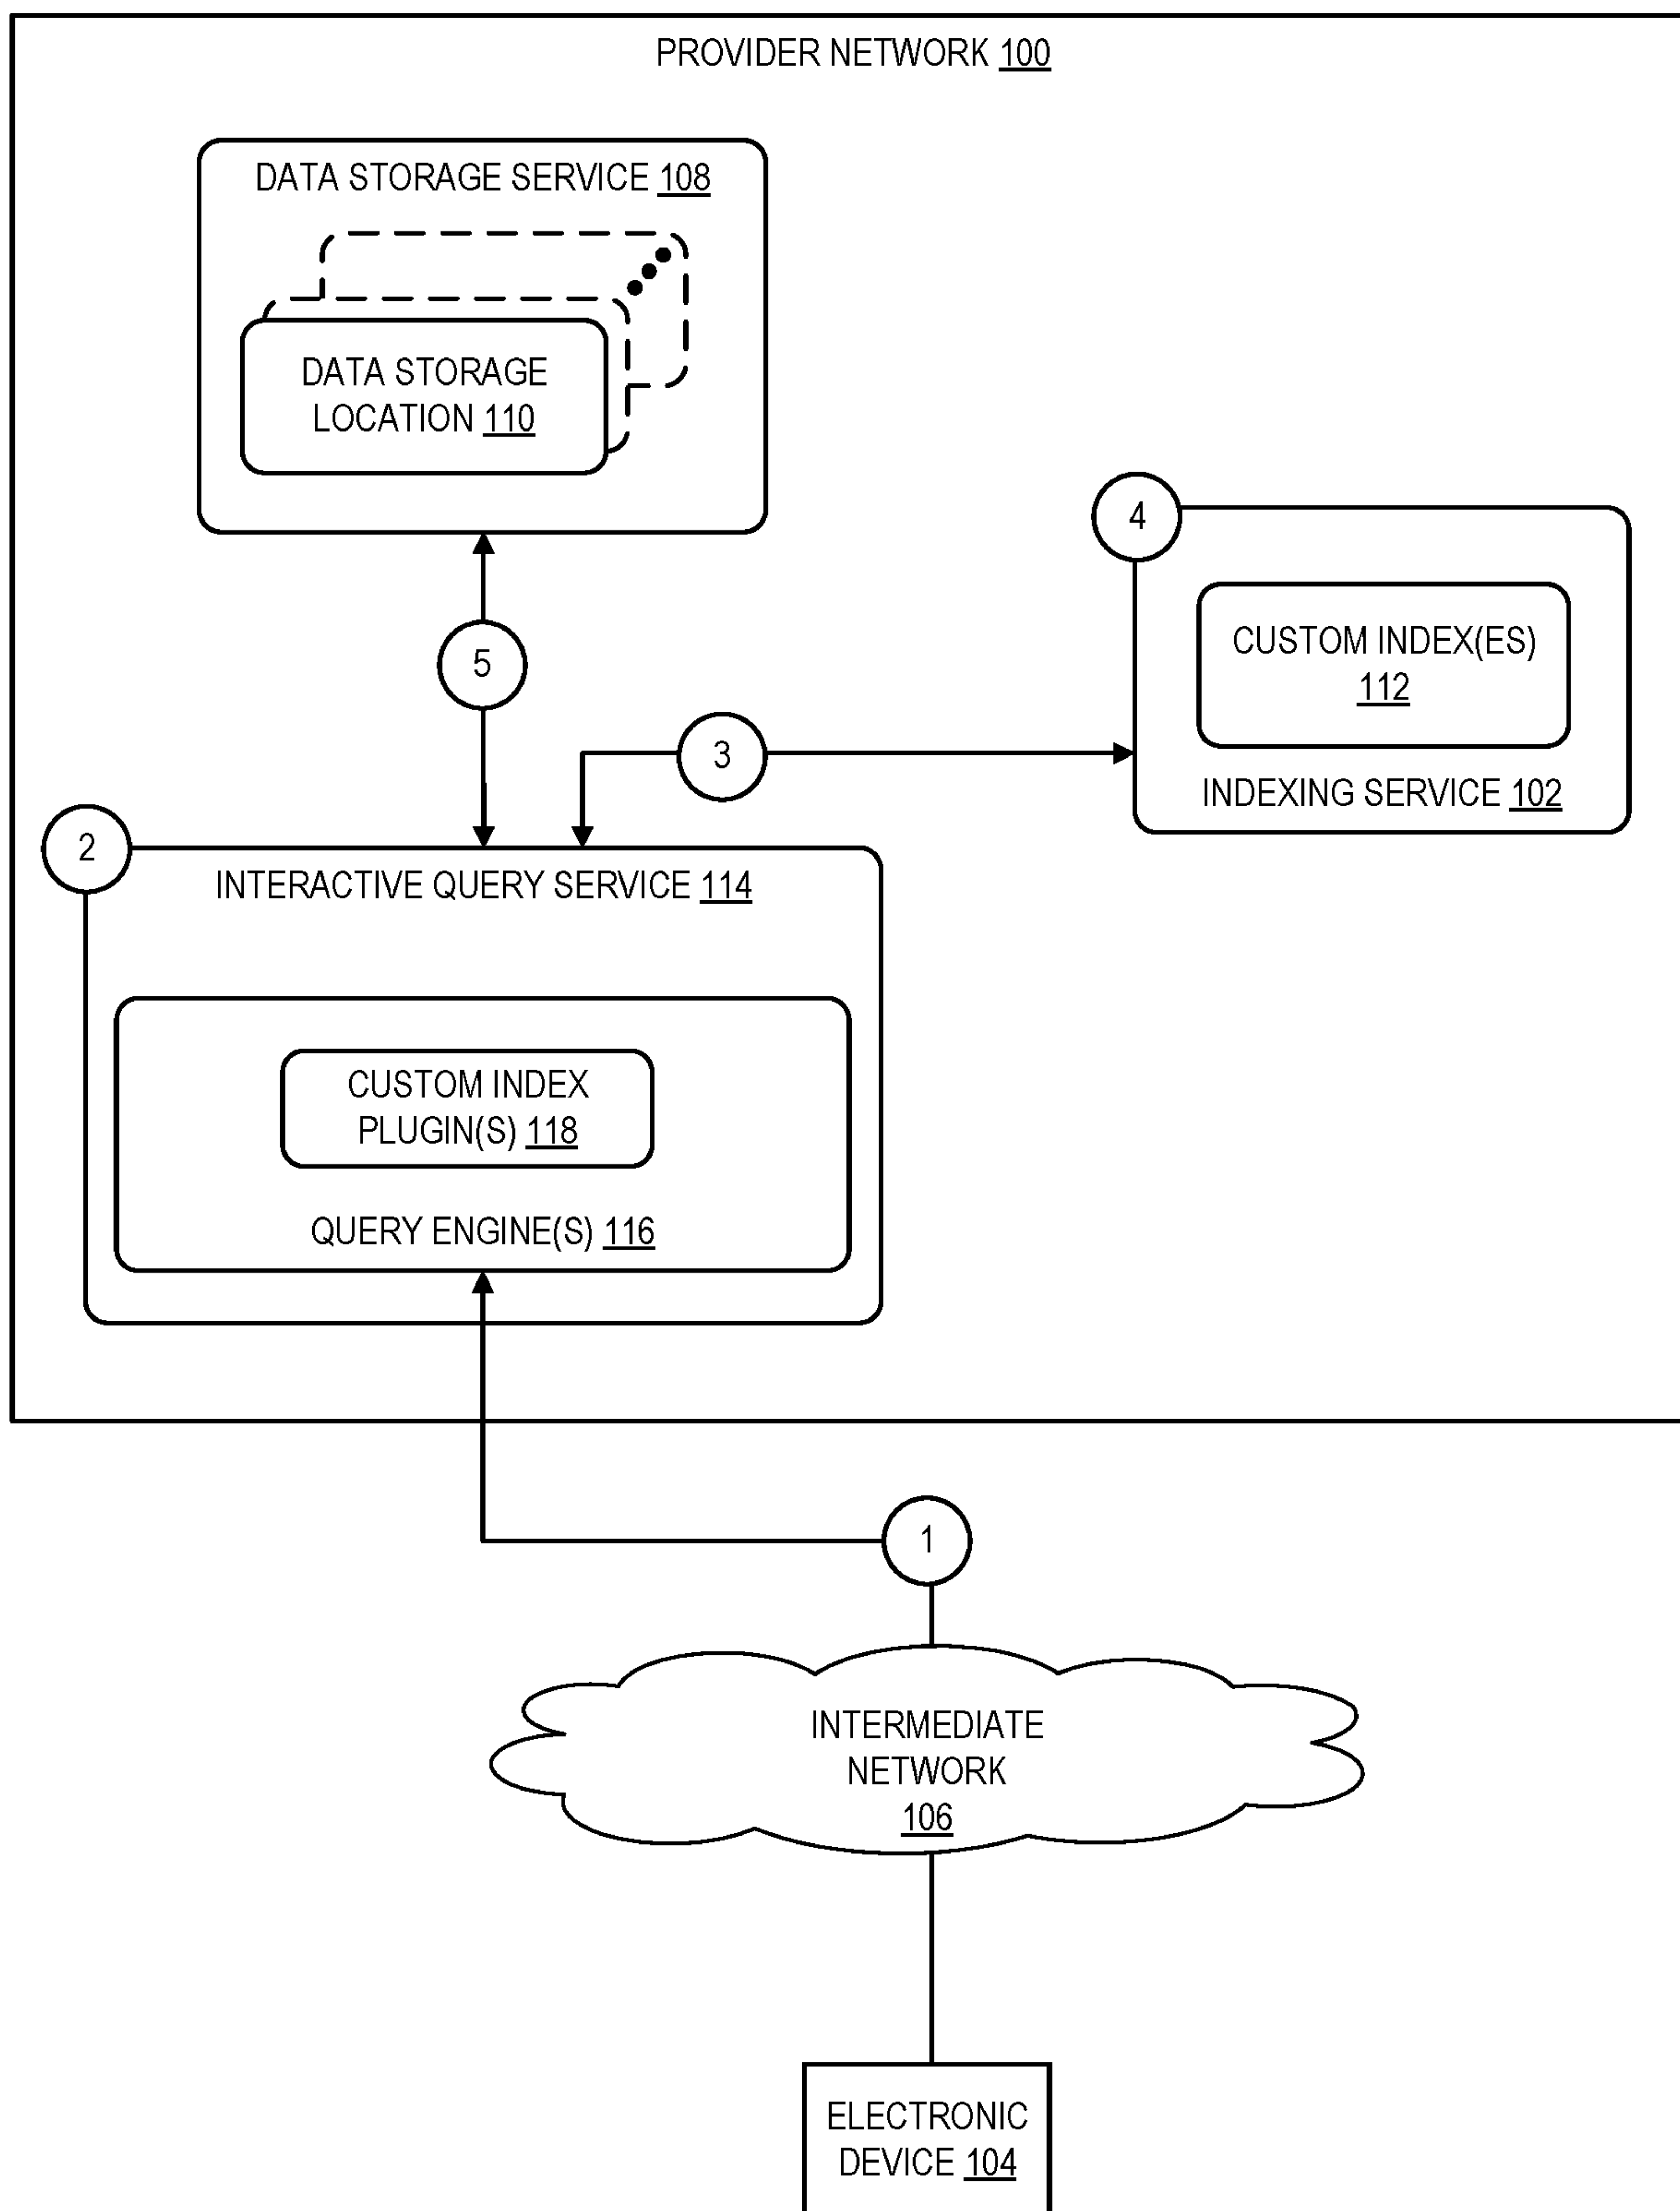 PROVIDER NETWORK 100
DATA STORAGE SERVICE 108
DATA STORAGE
LOCATION 110
4
CUSTOM INDEX(ES)
112
INDEXING SERVICE 102
5
3
2
INTERACTIVE QUERY SERVICE 114
CUSTOM INDEX
PLUGIN(S) 118
QUERY ENGINE(S) 116
1
INTERMEDIATE
NETWORK
106
ELECTRONIC
DEVICE 104